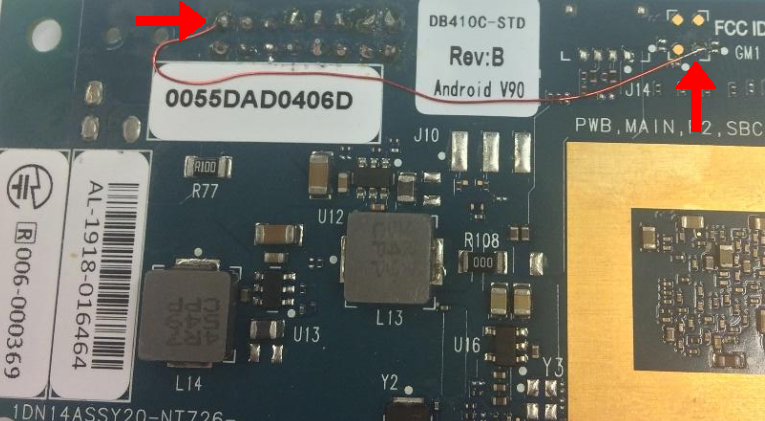 DB410C-STD
Rev:B
Android V90
FCC ID
GM1
J14
PWB,MAIN,
SBC
0055DAD0406D
J10
R100
R77
U12
R108
000
L13
U13
U16
L14
Y2
Y3
R 006-000369
AL-1918-016464
1DN14ASSY20-NT726-